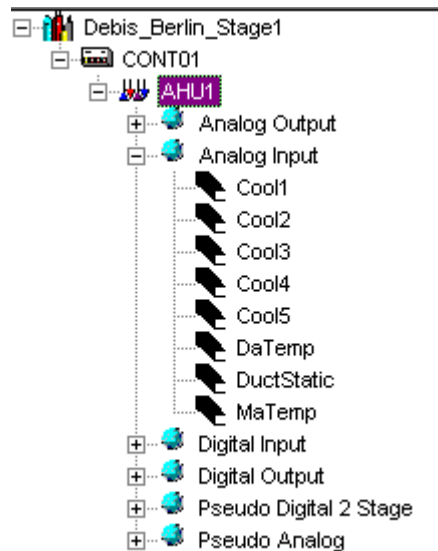 Debis_Berlin_Stage1
CONT01
AHU1
Analog Output
Analog Input
Cool1
Cool2
Cool3
Cool4
Cool5
DaTemp
DuctStatic
MaTemp
Digital Input
Digital Output
Pseudo Digital 2 Stage
Pseudo Analog